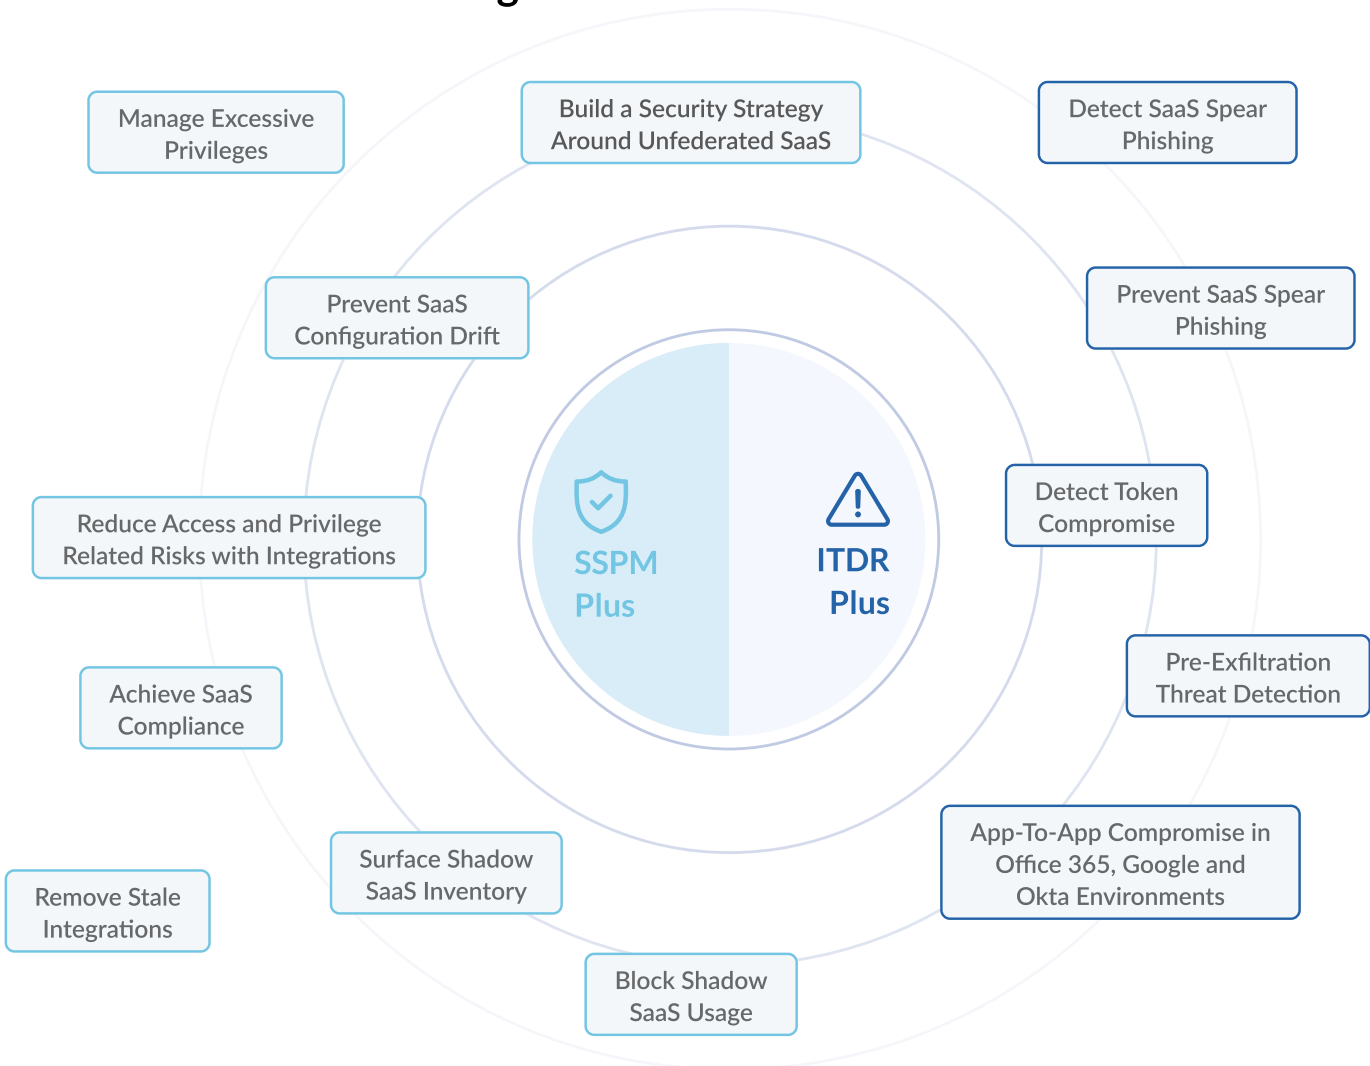 Manage Excessive
Privileges
Build a Security Strategy
Around Unfederated SaaS
Detect SaaS Spear
Phishing
Prevent SaaS
Configuration Drift
Prevent SaaS Spear
Phishing
SSPM
Plus
ITDR
Plus
Detect Token
Compromise
Reduce Access and Privilege
Related Risks with Integrations
Achieve SaaS
Compliance
Pre-Exfiltration
Threat Detection
Surface Shadow
SaaS Inventory
App-To-App Compromise in
Office 365, Google and
Okta Environments
Remove Stale
Integrations
Block Shadow
SaaS Usage